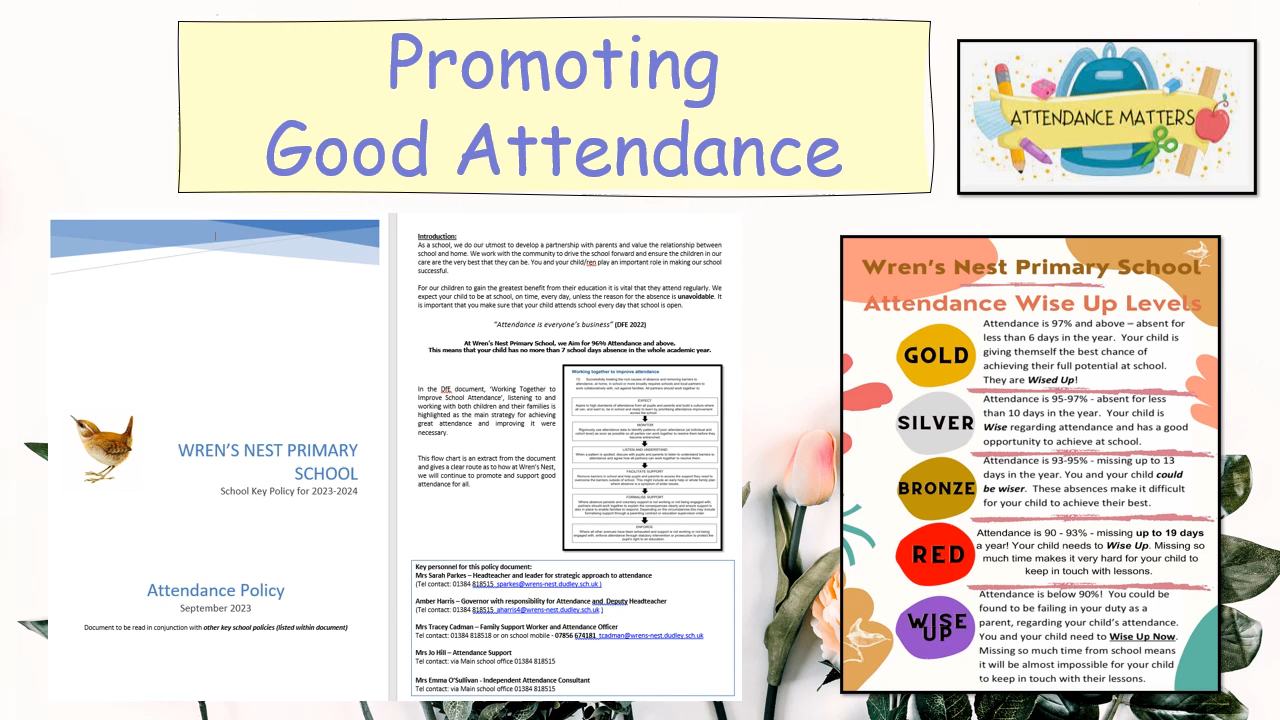 Promoting
Good Attendance
ATTENDANCE MATTERS
WREN'S NEST PRIMARY
SCHOOL
School Key Policy for 2023-2024
Attendance Policy
September 2023
Document to be read in conjunction with other key school policies (listed within document)
Introduction:
As a school, we do our utmost to develop a partnership with parents and value the relationship between
school and home. We work with the community to drive the school forward and ensure the children in our
care are the very best that they can be. You and your child/ren play an important role in making our school
successful.
For our children to gain the greatest benefit from their education it is vital that they attend regularly. We
expect your child to be at school, on time, every day, unless the reason for the absence is unavoidable. It
is important that you make sure that your child attends school every day that school is open.
"Attendance is everyone's business" (DFE 2022)
At Wren's Nest Primary School, we Aim for 96% Attendance and above.
This means that your child has no more than 7 school days absence in the whole academic year.
In the DfE document, 'Working Together to
Improve School Attendance', listening to and
working with both children and their families is
highlighted as the main strategy for achieving
great attendance and improving it were
necessary.
This flow chart is an extract from the document
and gives a clear route as to how at Wren's Nest,
we will continue to promote and support good
attendance for all.
Working together to improve attendance
EXPECT
MONITOR
LISTEN AND UNDERSTAND
FACILITATE SUPPORT
FORMALISE SUPPORT
ENFORCE
Key personnel for this policy document:
Mrs Sarah Parkes – Headteacher and leader for strategic approach to attendance
(Tel contact: 01384 818515 sparkes@wrens-nest.dudley.sch.uk )
Amber Harris – Governor with responsibility for Attendance and Deputy Headteacher
(Tel contact: 01384 818515 aharris4@wrens-nest.dudley.sch.uk )
Mrs Tracey Cadman – Family Support Worker and Attendance Officer
Tel contact: 01384 818518 or on school mobile - 07856 674181 tcadman@wrens-nest.dudley.sch.uk
Mrs Jo Hill – Attendance Support
Tel contact: via Main school office 01384 818515
Mrs Emma O'Sullivan - Independent Attendance Consultant
Tel contact: via Main school office 01384 818515
Wren's Nest Primary School
Attendance Wise Up Levels
GOLD
Attendance is 97% and above – absent for
less than 6 days in the year. Your child is
giving themself the best chance of
achieving their full potential at school.
They are Wised Up!
SILVER
Attendance is 95-97% - absent for less
than 10 days in the year. Your child is
Wise regarding attendance and has a good
opportunity to achieve at school.
BRONZE
Attendance is 93-95% - missing up to 13
days in the year. You and your child could
be wiser. These absences make it difficult
for your child to achieve their best.
RED
Attendance is 90 - 93% - missing up to 19 days
a year! Your child needs to Wise Up. Missing so
much time makes it very hard for your child to
keep in touch with lessons.
WISE
UP
Attendance is below 90%! You could be
found to be failing in your duty as a
parent, regarding your child's attendance.
You and your child need to Wise Up Now.
Missing so much time from school means
it will be almost impossible for your child
to keep in touch with their lessons.